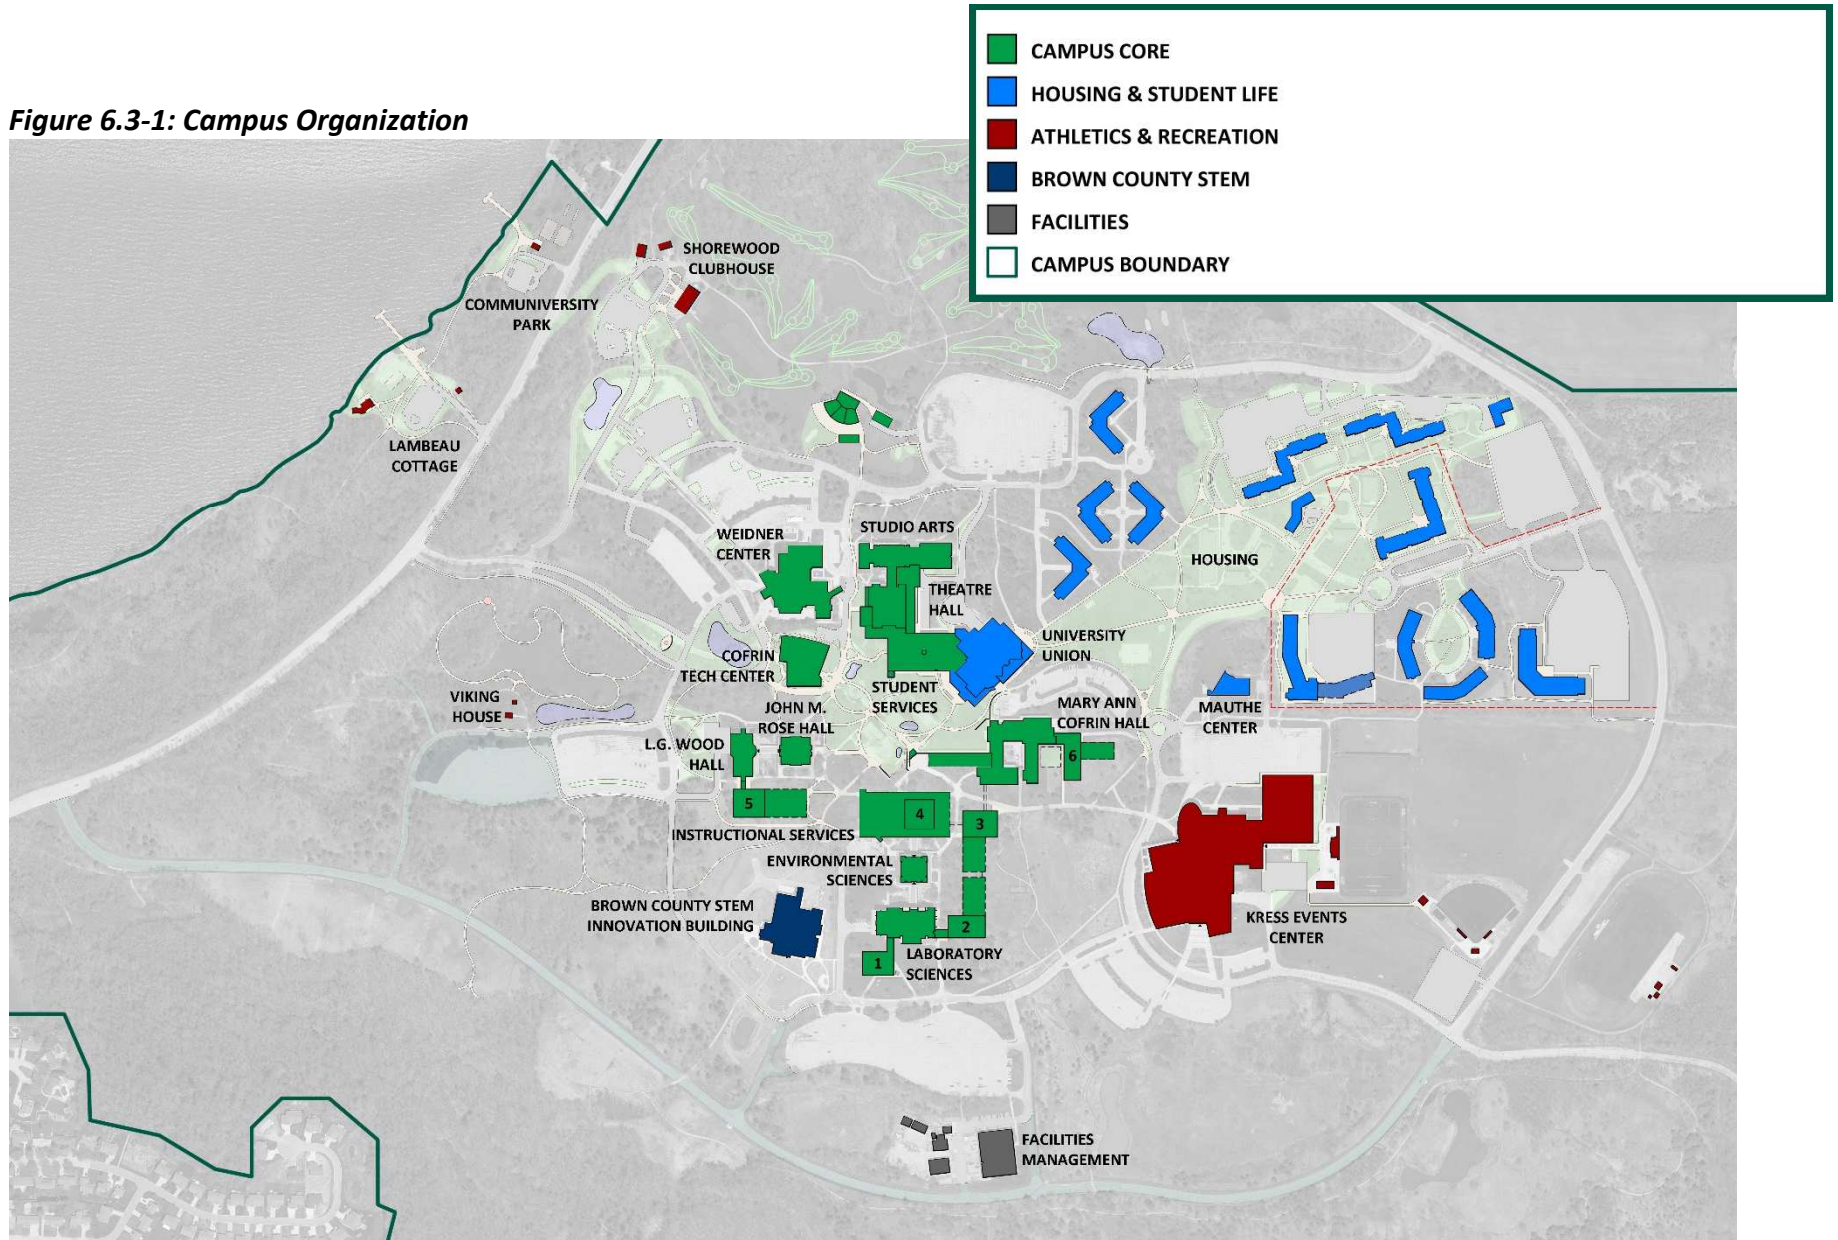 CAMPUS CORE
HOUSING & STUDENT LIFE
ATHLETICS & RECREATION
BROWN COUNTY STEM
FACILITIES
CAMPUS BOUNDARY
Figure 6.3-1: Campus Organization
SHOREWOOD
CLUBHOUSE
COMMUNIVERSITY
PARK
LAMBEAU
COTTAGE
WEIDNER
CENTER
STUDIO ARTS
THEATRE
HALL
HOUSING
UNIVERSITY
UNION
COFRIN
TECH CENTER
STUDENT
SERVICES
VIKING
HOUSE
JOHN M.
ROSE HALL
MARY ANN
COFRIN HALL
MAUTHE
CENTER
L.G. WOOD
HALL
6
5
4
3
INSTRUCTIONAL SERVICES
ENVIRONMENTAL
SCIENCES
BROWN COUNTY STEM
INNOVATION BUILDING
2
1
LABORATORY
SCIENCES
KRESS EVENTS
CENTER
FACILITIES
MANAGEMENT